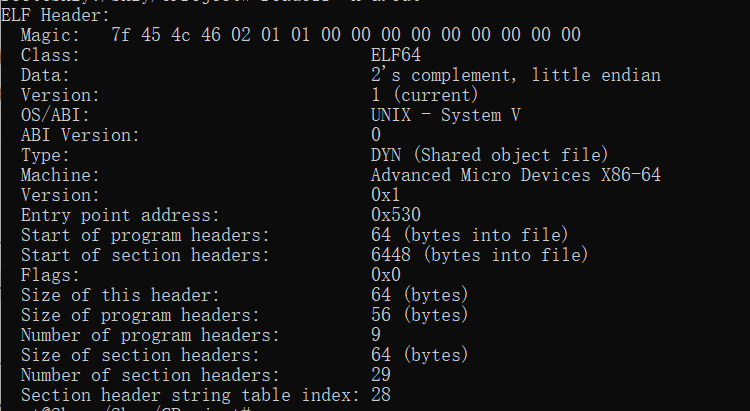 ELF Header:
  Magic:   7f 45 4c 46 02 01 01 00 00 00 00 00 00 00 00 00
  Class:                             ELF64
  Data:                              2's complement, little endian
  Version:                           1 (current)
  OS/ABI:                            UNIX - System V
  ABI Version:                       0
  Type:                              DYN (Shared object file)
  Machine:                           Advanced Micro Devices X86-64
  Version:                           0x1
  Entry point address:               0x530
  Start of program headers:          64 (bytes into file)
  Start of section headers:          6448 (bytes into file)
  Flags:                             0x0
  Size of this header:               64 (bytes)
  Size of program headers:           56 (bytes)
  Number of program headers:         9
  Size of section headers:           64 (bytes)
  Number of section headers:         29
  Section header string table index: 28